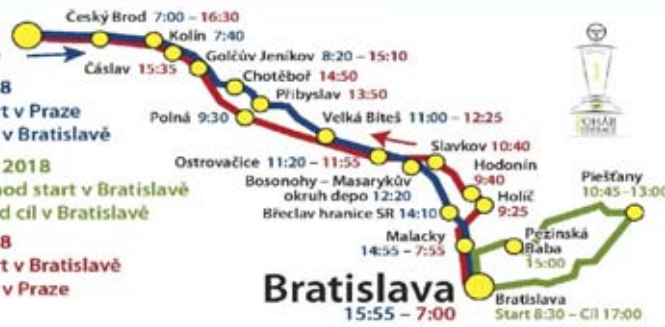 Český Brod 7:00 – 16:30
Kolín 7:40
Golčův Jeníkov 8:20 – 15:10
Čáslav 15:35
Chotěboř 14:50
Přibyslav 13:50
Polná 9:30
Velká Bíteš 11:00 – 12:25
Slavkov 10:40
Ostrovačice 11:20 – 11:55
Hodonín
9:40
Bosonohy – Masarykův
okruh depo 12:20
Holíč
9:25
Břeclav hranice SR 14:10
Malacky
14:55 – 7:55
Piešťany
10:45–13:00
Pezinská
Baba
15:00
Bratislava
15:55 – 7:00
Bratislava
Start 8:30 – Cíl 17:00
8
t v Praze
v Bratislavě
2018
hod start v Bratislavě
d cíl v Bratislavě
8
t v Bratislavě
v Praze